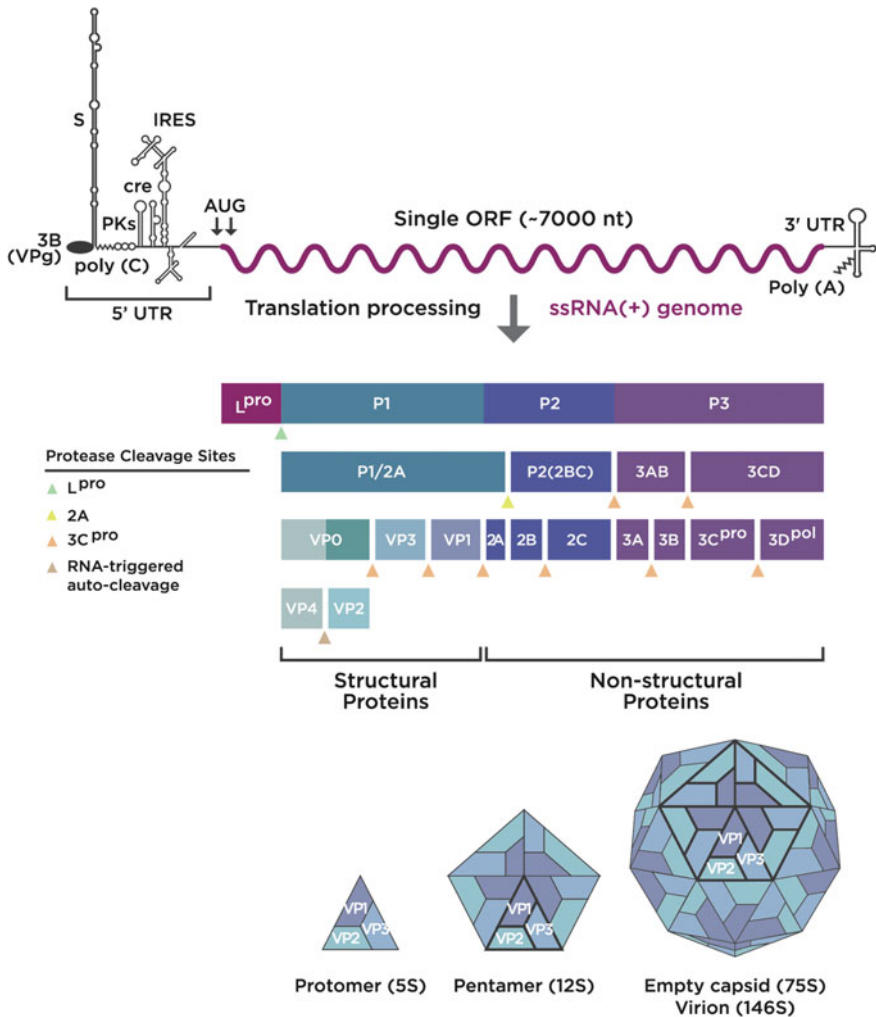 S
IRES
cre
PKs
AUG
3B
(VPg)
poly (C)
Single ORF (~7000 nt)
3' UTR
Poly (A)
5' UTR
Translation processing
ssRNA(+) genome
Lpro
P1
P2
P3
Protease Cleavage Sites
Lpro
2A
3Cpro
RNA-triggered
auto-cleavage
P1/2A
P2(2BC)
3AB
3CD
VP0
VP3
VP1
2A
2B
2C
3A
3B
3Cpro
3Dpol
VP4
VP2
Structural
Proteins
Non-structural
Proteins
VP1
VP2
VP3
VP1
VP2
VP3
VP1
VP2
VP3
Protomer (5S)
Pentamer (12S)
Empty capsid (75S)
Virion (146S)